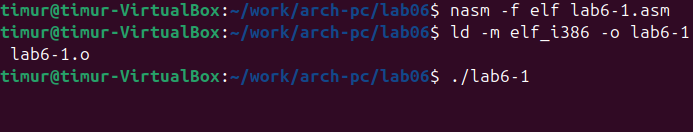 timur@timur-VirtualBox:~/work/arch-pc/lab06$ nasm -f elf lab6-1.asm
timur@timur-VirtualBox:~/work/arch-pc/lab06$ ld -m elf_i386 -o lab6-1
lab6-1.o
timur@timur-VirtualBox:~/work/arch-pc/lab06$ ./lab6-1